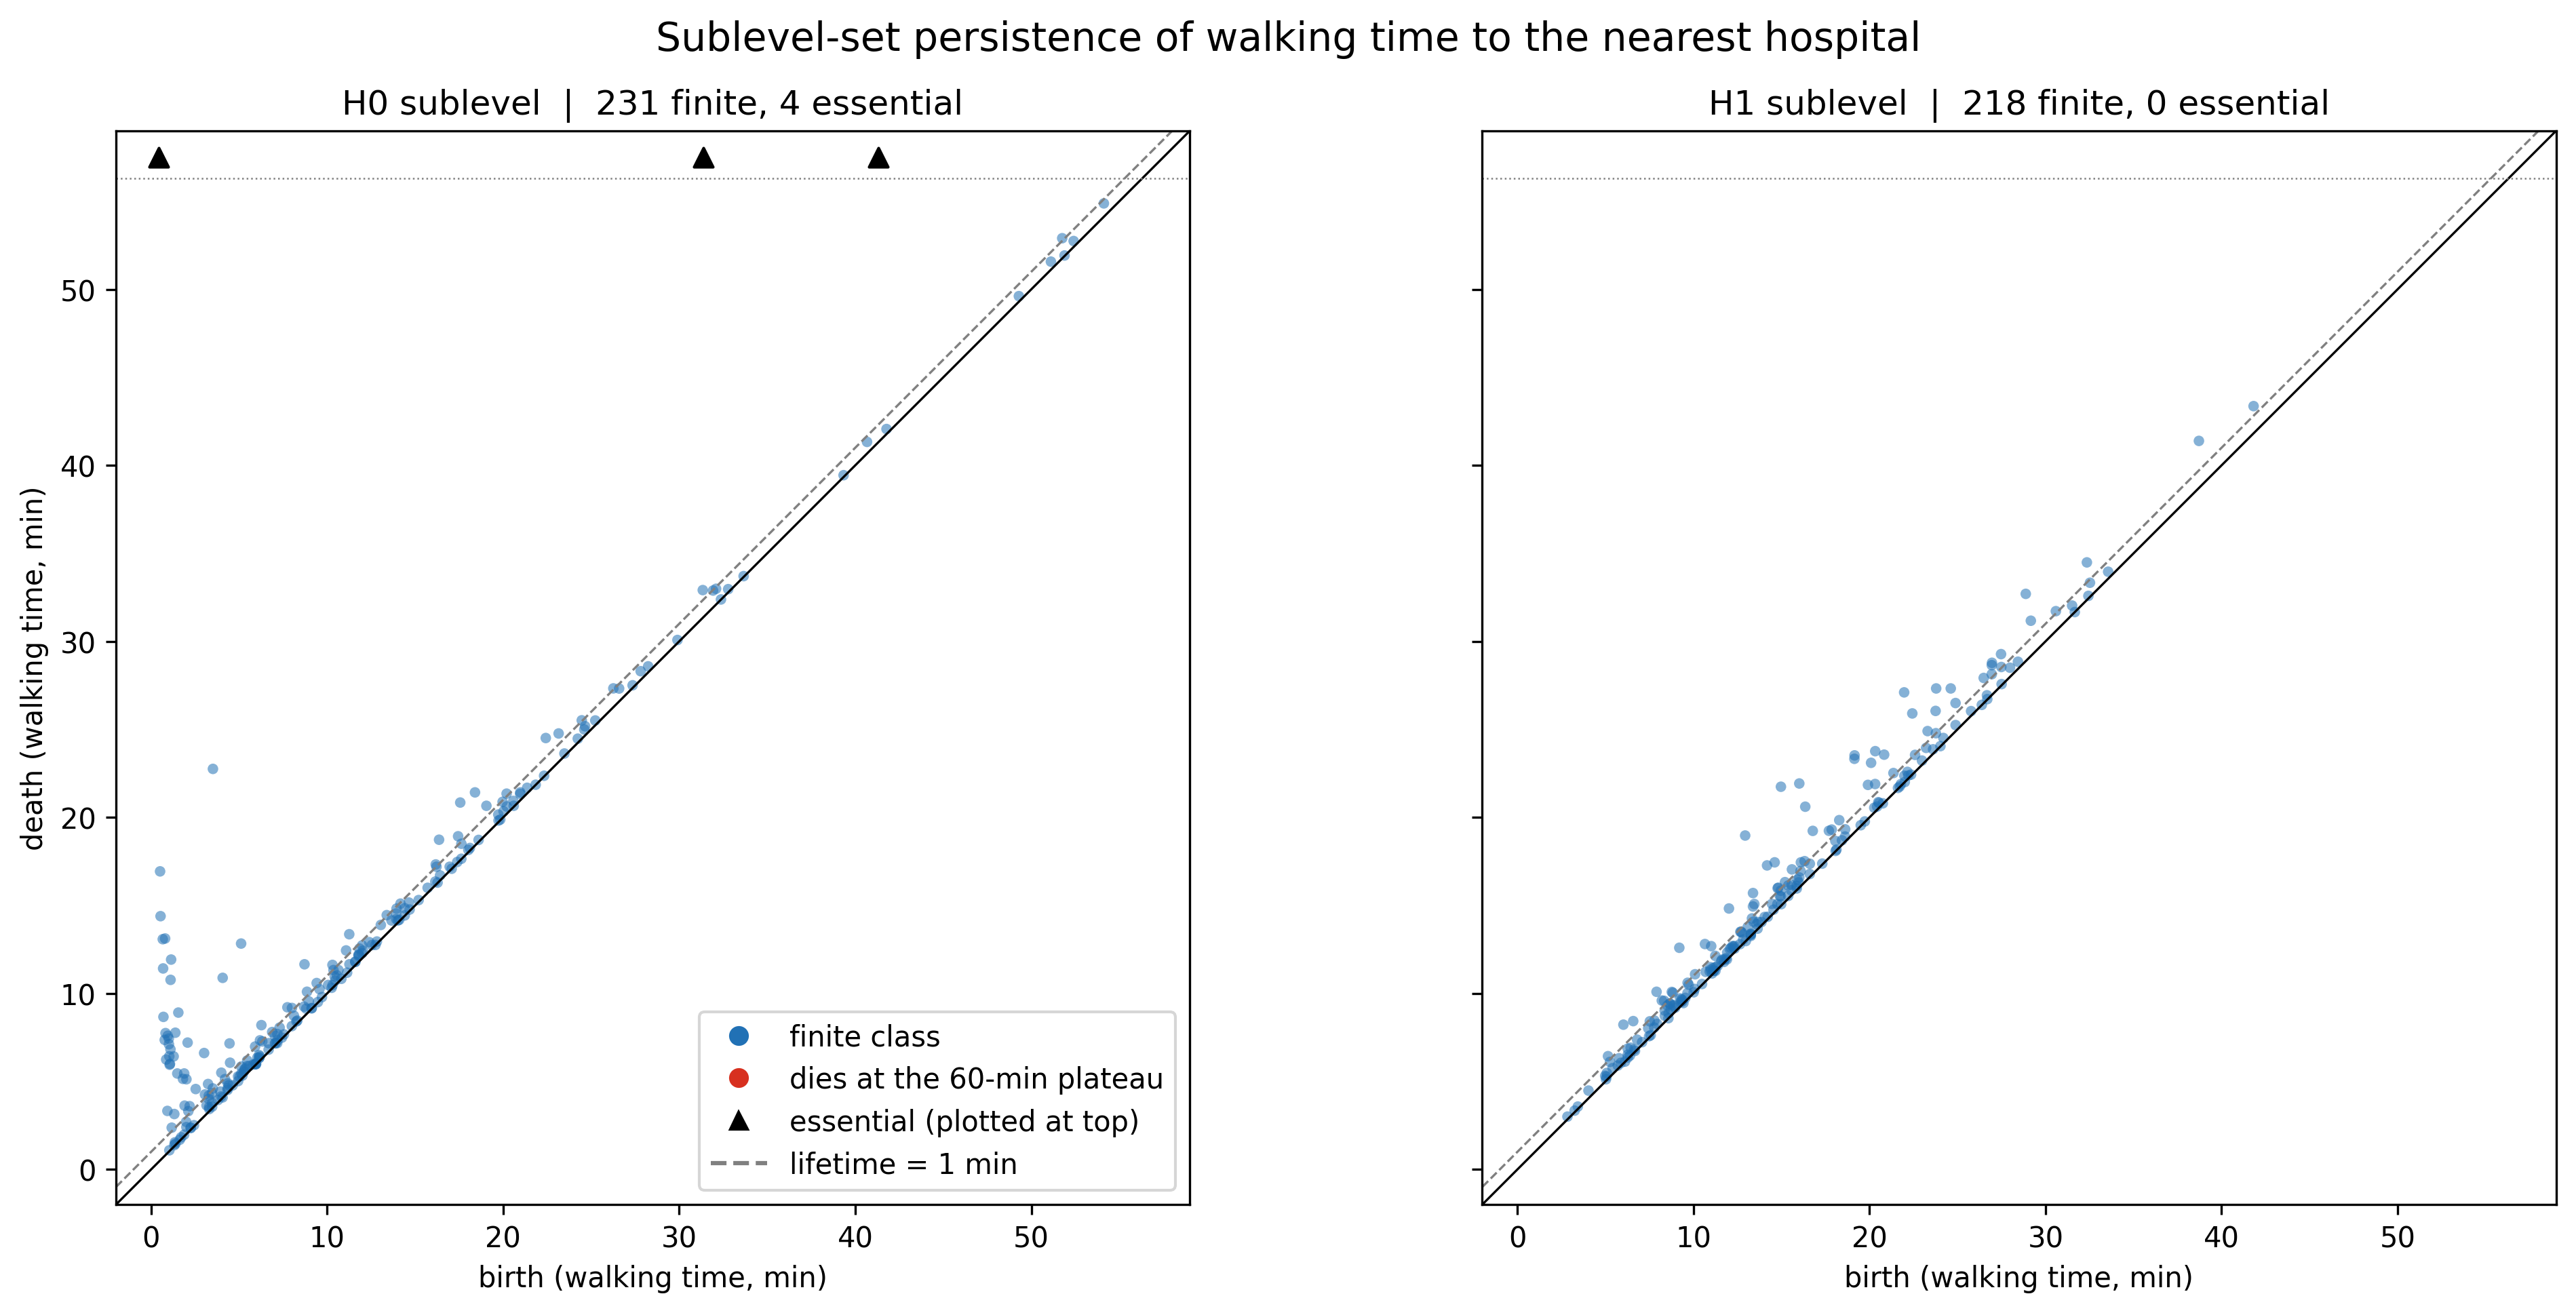 Sublevel-set persistence of walking time to the nearest hospital
H0 sublevel | 231 finite, 4 essential
death (walking time, min)
50
40
30
20
10
0
0 10 20 30 40 50
birth (walking time, min)
finite class
dies at the 60-min plateau
essential (plotted at top)
lifetime = 1 min
H1 sublevel | 218 finite, 0 essential
0 10 20 30 40 50
birth (walking time, min)